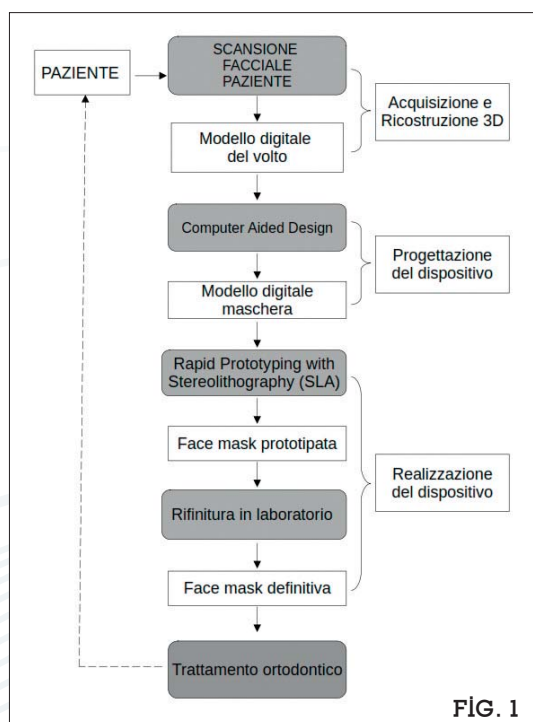 PAZIENTE
SCANSIONE
FACCIALE
PAZIENTE
Acquisizione e
Ricostruzione 3D
Modello digitale
del volto
Computer Aided Design
Progettazione
del dispositivo
Modello digitale
maschera
Rapid Prototyping with
Stereolithography (SLA)
Face mask prototipata
Realizzazione
del dispositivo
Rifinitura in laboratorio
Face mask definitiva
Trattamento ortodontico
FİG. 1